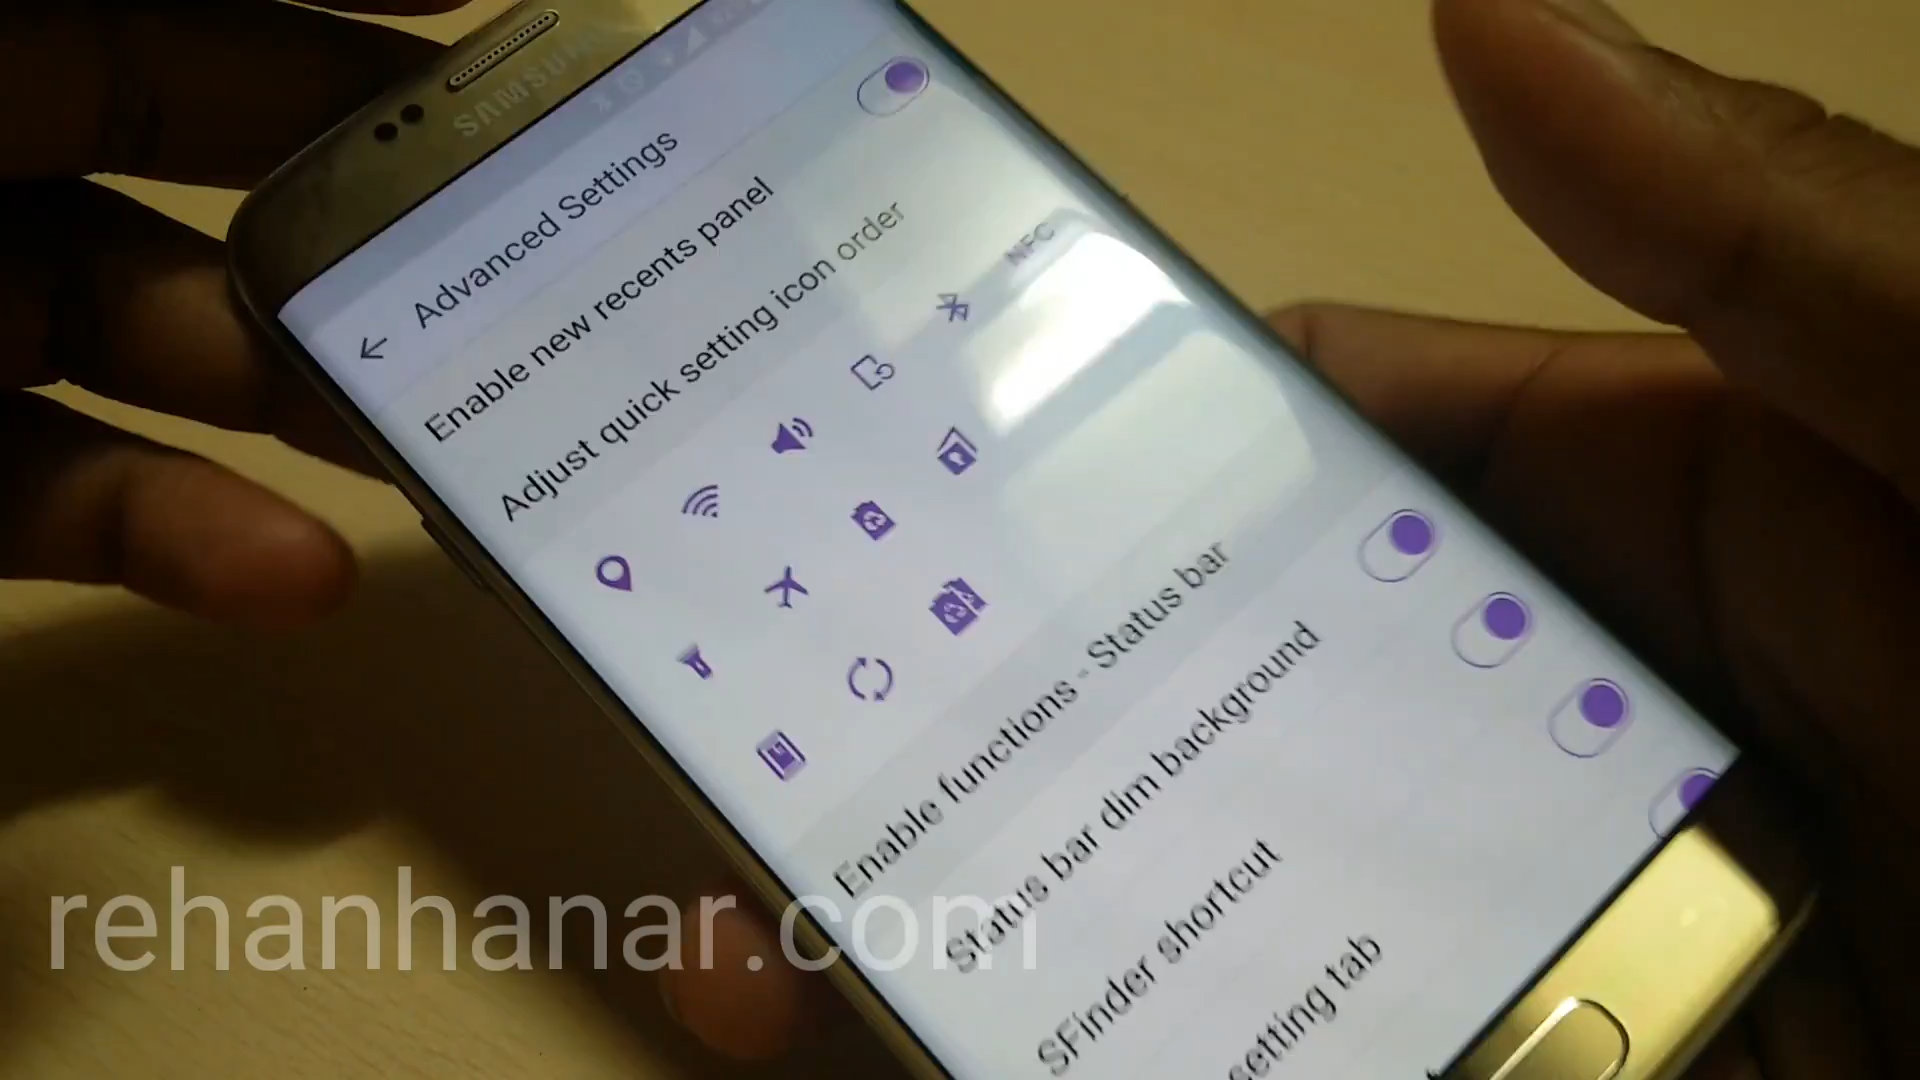 SAMSUNG
Advanced Settings
Enable new recents panel
Adjust quick setting icon order
NFC
Enable functions - Status bar
Status bar dim background
SFinder shortcut
setting tab
rehanhanar.com